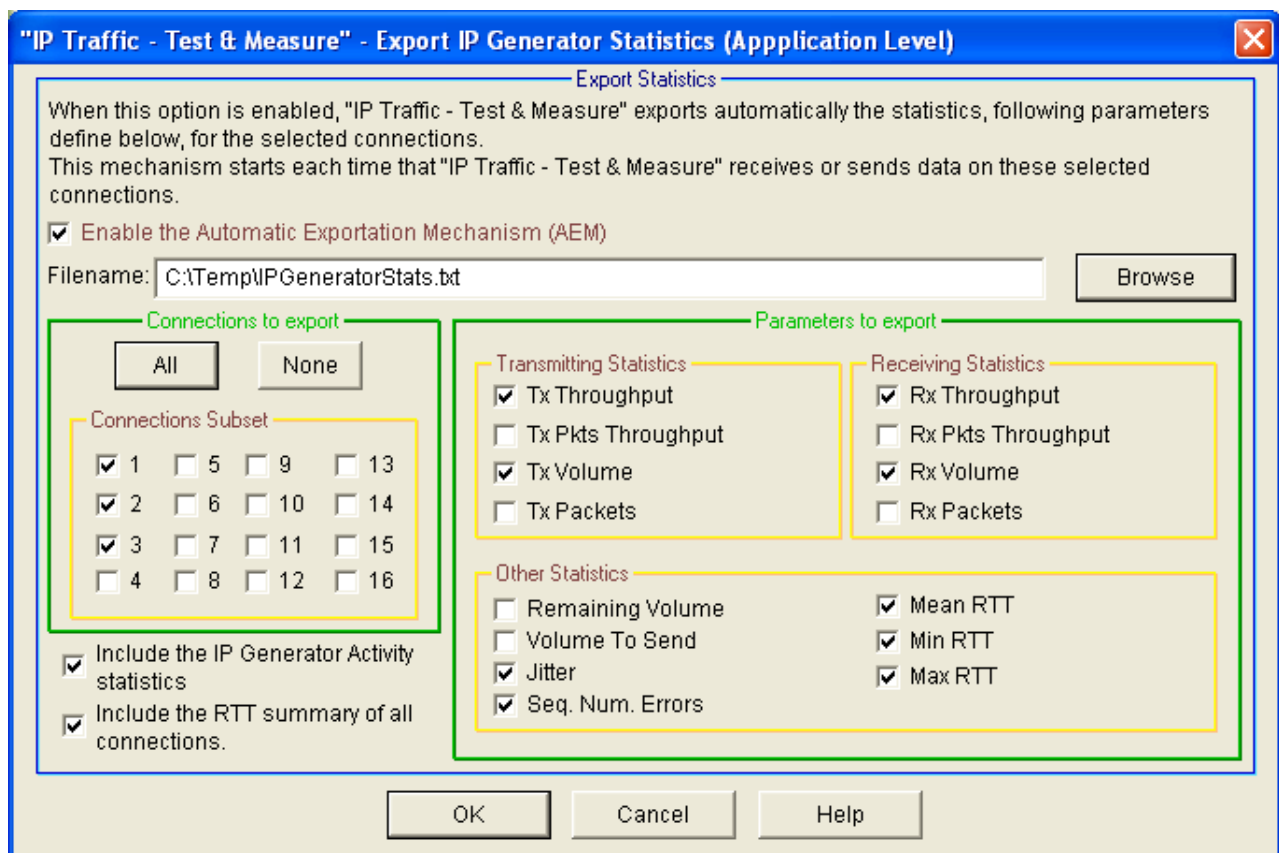 "IP Traffic - Test & Measure" - Export IP Generator Statistics (Appplication Level)
Export Statistics
When this option is enabled, "IP Traffic - Test & Measure" exports automatically the statistics, following parameters
define below, for the selected connections.
This mechanism starts each time that "IP Traffic - Test & Measure" receives or sends data on these selected
connections.
Enable the Automatic Exportation Mechanism (AEM)
Filename: C:\Temp\IPGeneratorStats.txt Browse
Connections to export
All None
Connections Subset
1 5 9 13
2 6 10 14
3 7 11 15
4 8 12 16
Include the IP Generator Activity
statistics
Include the RTT summary of all
connections.
Parameters to export
Transmitting Statistics
Tx Throughput
Tx Pkts Throughput
Tx Volume
Tx Packets
Receiving Statistics
Rx Throughput
Rx Pkts Throughput
Rx Volume
Rx Packets
Other Statistics
Remaining Volume
Volume To Send
Jitter
Seq. Num. Errors
Mean RTT
Min RTT
Max RTT
OK Cancel Help